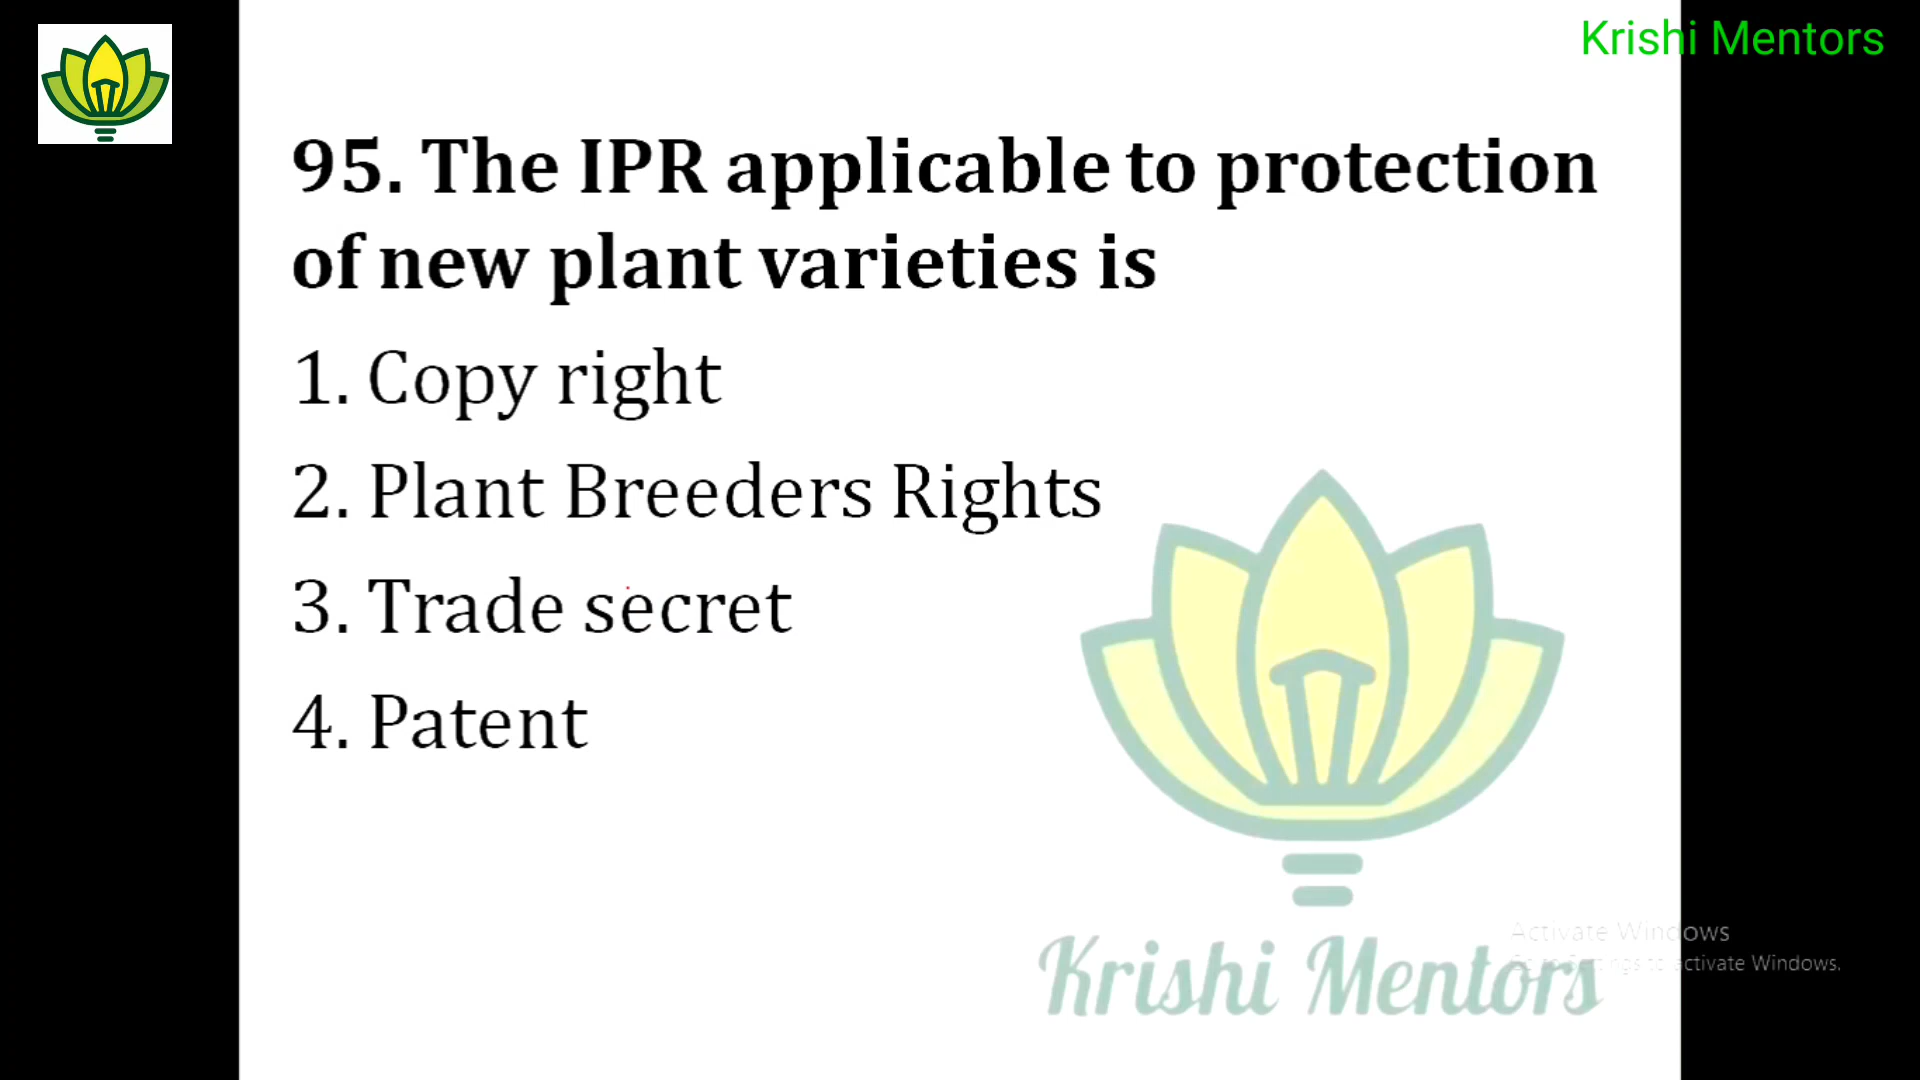 Krishi Mentors
95. The IPR applicable to protection
of new plant varieties is
1. Copy right
2. Plant Breeders Rights
3. Trade secret
4. Patent
Krishi Mentors
Activate Windows
Go to Settings to activate Windows.